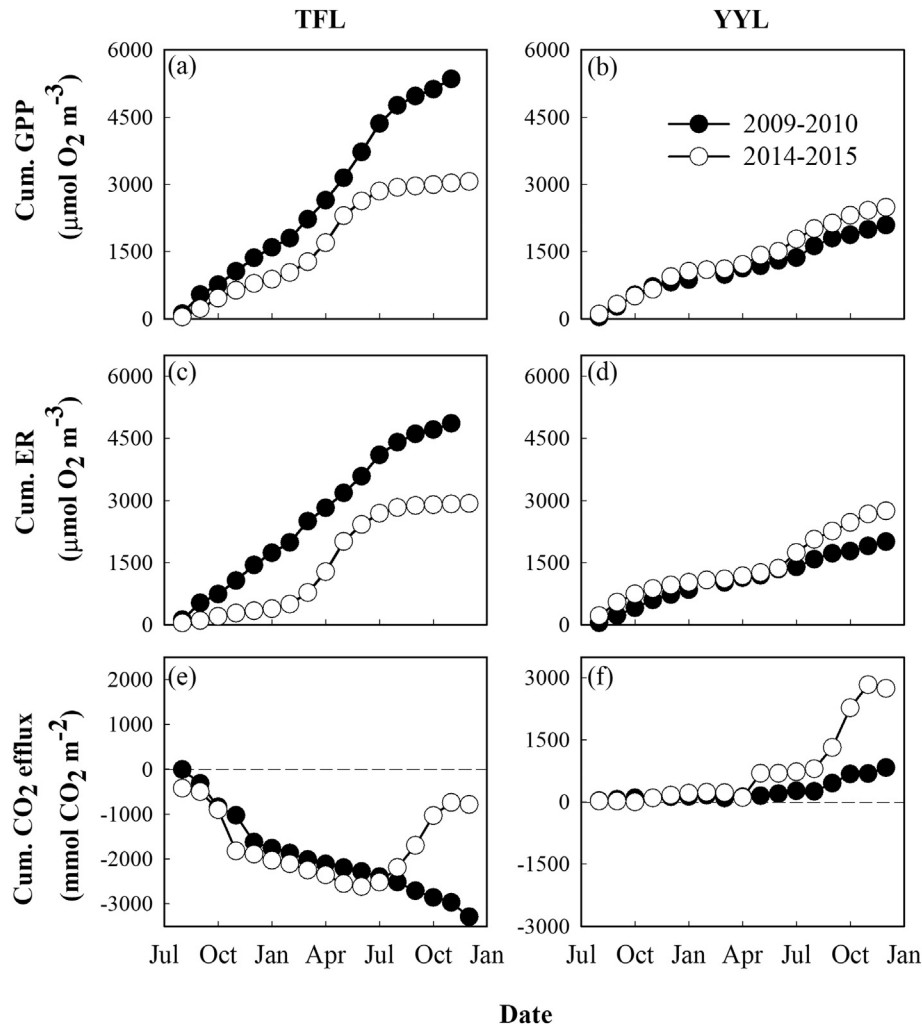 TFL
YYL
Cum. GPP
(μmol O2 m-3)
6000
4500
3000
1500
0
(a)
6000
4500
3000
1500
0
(b)
2009-2010
2014-2015
Cum. ER
(μmol O2 m-3)
6000
4500
3000
1500
0
(c)
6000
4500
3000
1500
0
(d)
Cum. CO2 efflux
(mmol CO2 m-2)
2000
1000
0
-1000
-2000
-3000
(e)
3000
1500
0
-1500
-3000
(f)
Jul Oct Jan Apr Jul Oct Jan
Jul Oct Jan Apr Jul Oct Jan
Date